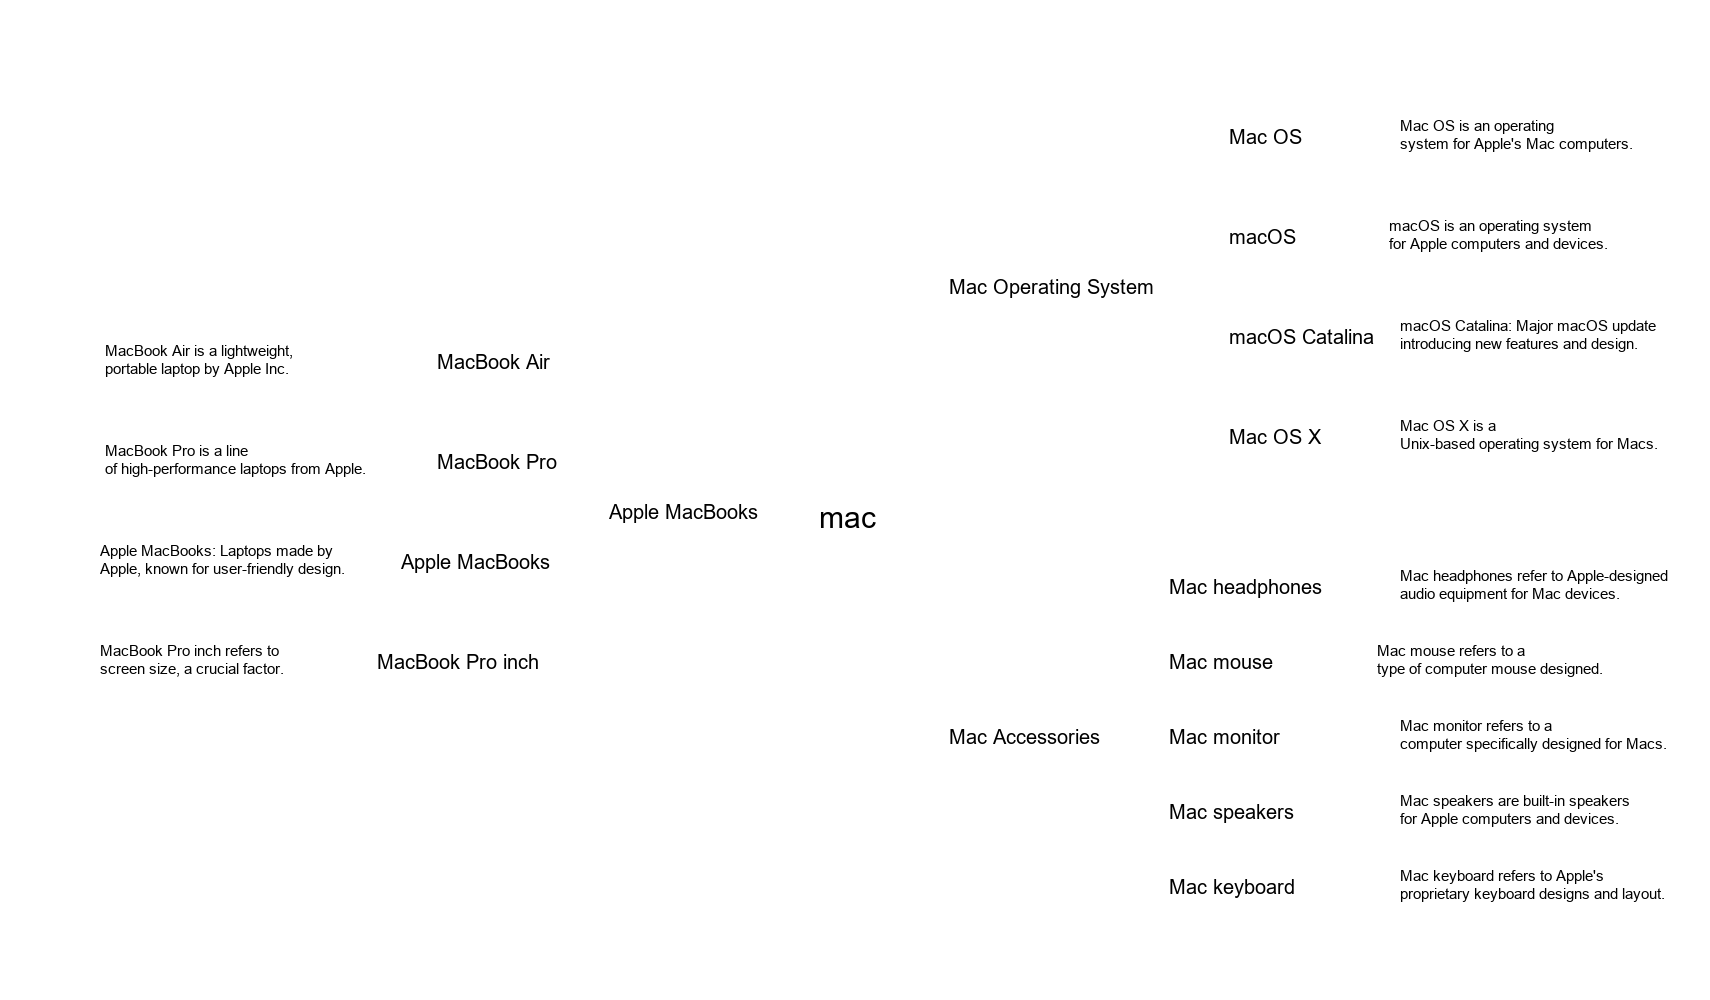 mac
Mac Operating System
Mac OS
Mac OS is an operating
system for Apple's Mac computers.
macOS
macOS is an operating system
for Apple computers and devices.
macOS Catalina
macOS Catalina: Major macOS update
introducing new features and design.
Mac OS X
Mac OS X is a
Unix-based operating system for Macs.
Mac Accessories
Mac headphones
Mac headphones refer to Apple-designed
audio equipment for Mac devices.
Mac mouse
Mac mouse refers to a
type of computer mouse designed.
Mac monitor
Mac monitor refers to a
computer specifically designed for Macs.
Mac speakers
Mac speakers are built-in speakers
for Apple computers and devices.
Mac keyboard
Mac keyboard refers to Apple's
proprietary keyboard designs and layout.
Apple MacBooks
MacBook Air
MacBook Air is a lightweight,
portable laptop by Apple Inc.
MacBook Pro
MacBook Pro is a line
of high-performance laptops from Apple.
Apple MacBooks
Apple MacBooks: Laptops made by
Apple, known for user-friendly design.
MacBook Pro inch
MacBook Pro inch refers to
screen size, a crucial factor.